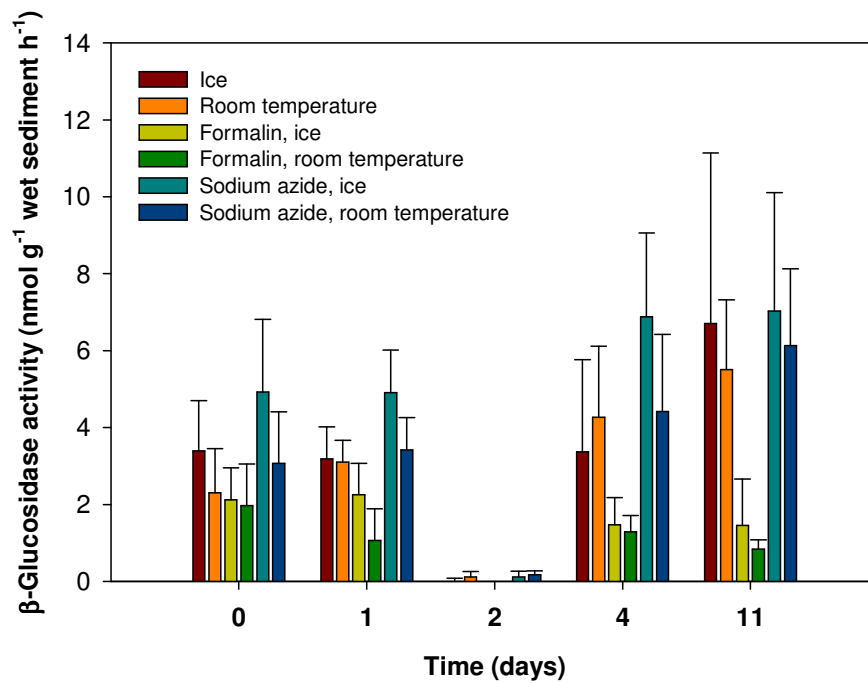 β-Glucosidase activity (nmol g⁻¹ wet sediment h⁻¹)
14
12
10
8
6
4
2
0
Ice
Room temperature
Formalin, ice
Formalin, room temperature
Sodium azide, ice
Sodium azide, room temperature
0 1 2 4 11
Time (days)